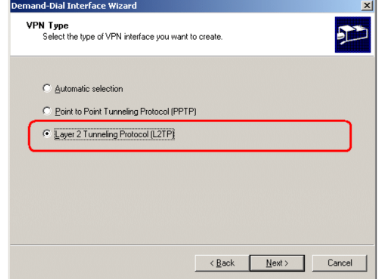 Demand-Dial Interface Wizard
VPN Type
Select the type of VPN interface you want to create.
Automatic selection
Point to Point Tunneling Protocol (PPTP)
Layer 2 Tunneling Protocol (L2TP)
< Back Next > Cancel